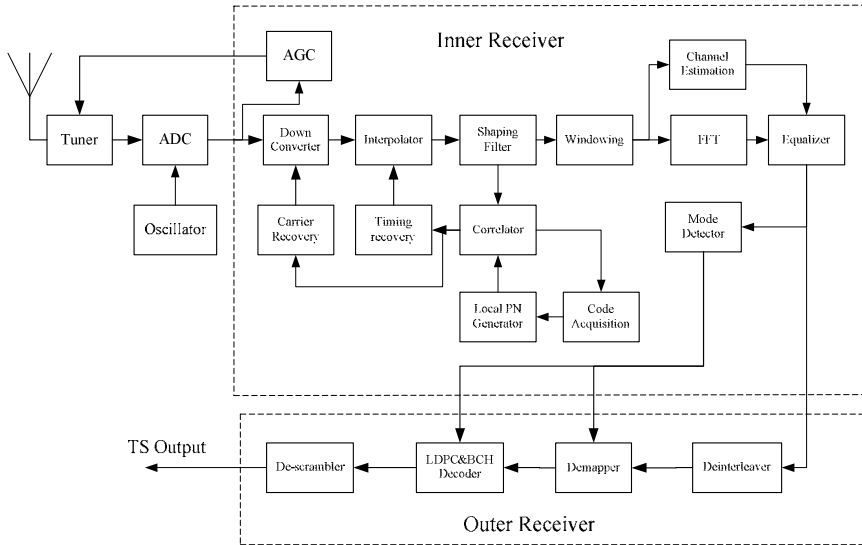 Inner Receiver
AGC
Channel
Estimation
Tuner
ADC
Down
Converter
Interpolator
Shaping
Filter
Windowing
FFT
Equalizer
Oscillator
Carrier
Recovery
Timing
recovery
Correlator
Mode
Detector
Local PN
Generator
Code
Acquisition
TS Output
De-scrambler
LDPC&BCH
Decoder
Demapper
Deinterleaver
Outer Receiver